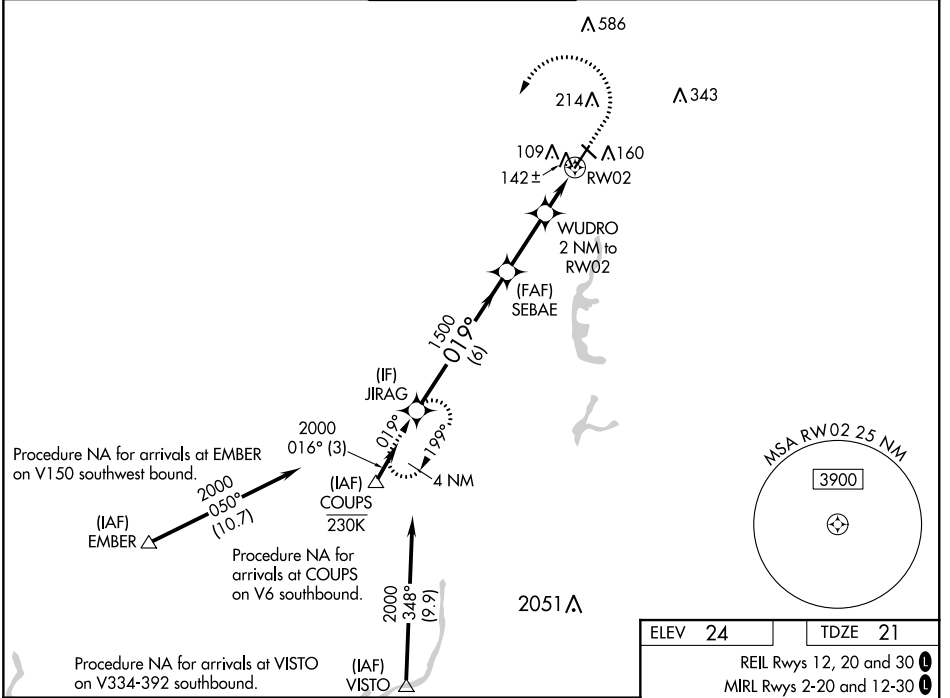 586
214
343
109
160
142±
RW02
WUDRO
2 NM to
RW02
(FAF)
SEBAE
1500
019°
(6)
(IF)
JIRAG
2000
016° (3)
019°
199°
4 NM
Procedure NA for arrivals at EMBER
on V150 southwest bound.
2000
050°
(10.7)
(IAF)
EMBER
(IAF)
COUPS
230K
Procedure NA for
arrivals at COUPS
on V6 southbound.
MSA RW02 25 NM
3900
2000
348°
(9.9)
2051
Procedure NA for arrivals at VISTO
on V334-392 southbound.
(IAF)
VISTO
ELEV 24
TDZE 21
REIL Rwys 12, 20 and 30 L
MIRL Rwys 2-20 and 12-30 L